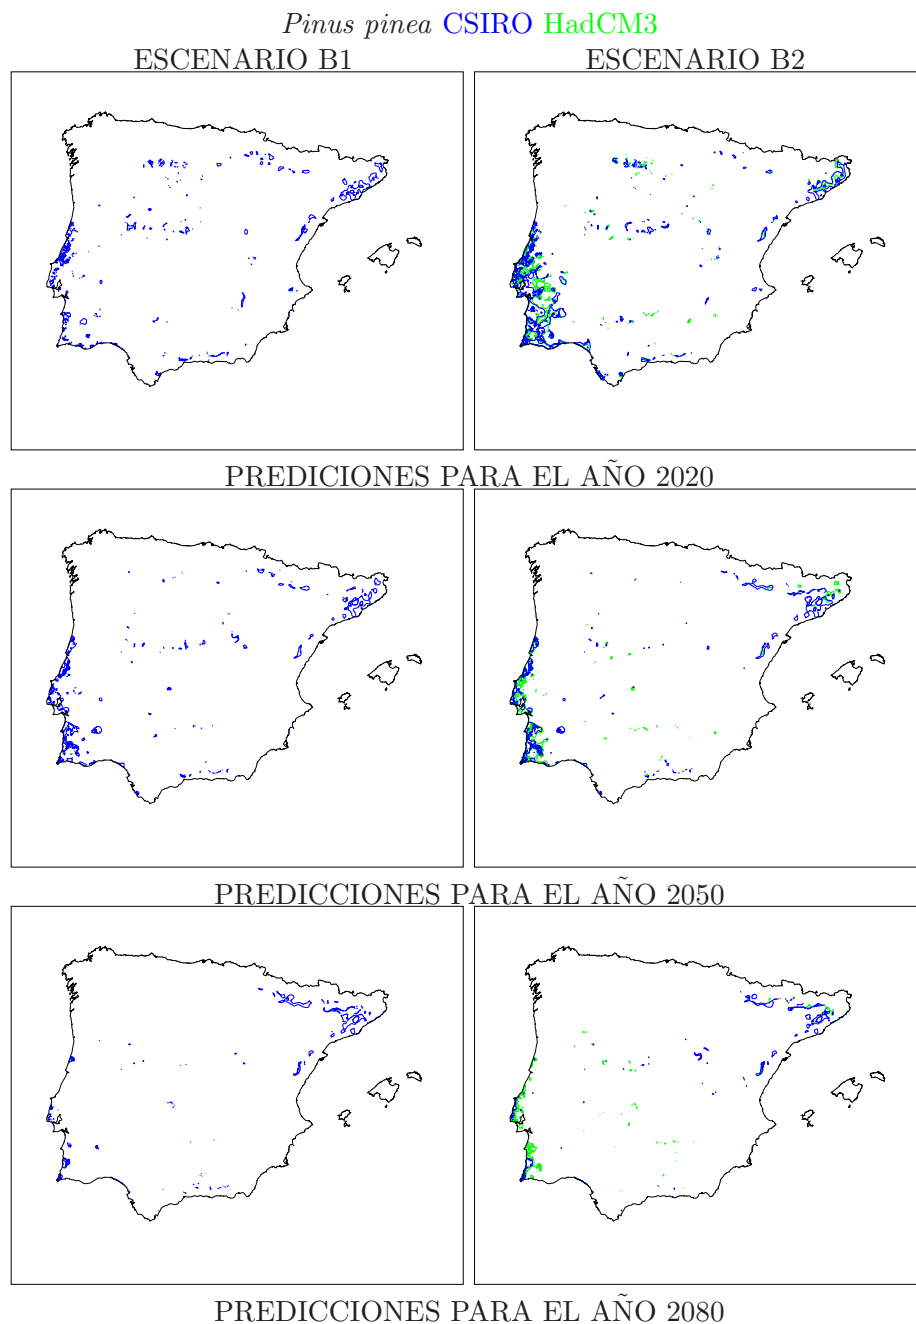 Pinus pinea CSIRO HadCM3
ESCENARIO B1 ESCENARIO B2
PREDICIONES PARA EL AÑO 2020
PREDICCIONES PARA EL AÑO 2050
PREDICCIONES PARA EL AÑO 2080